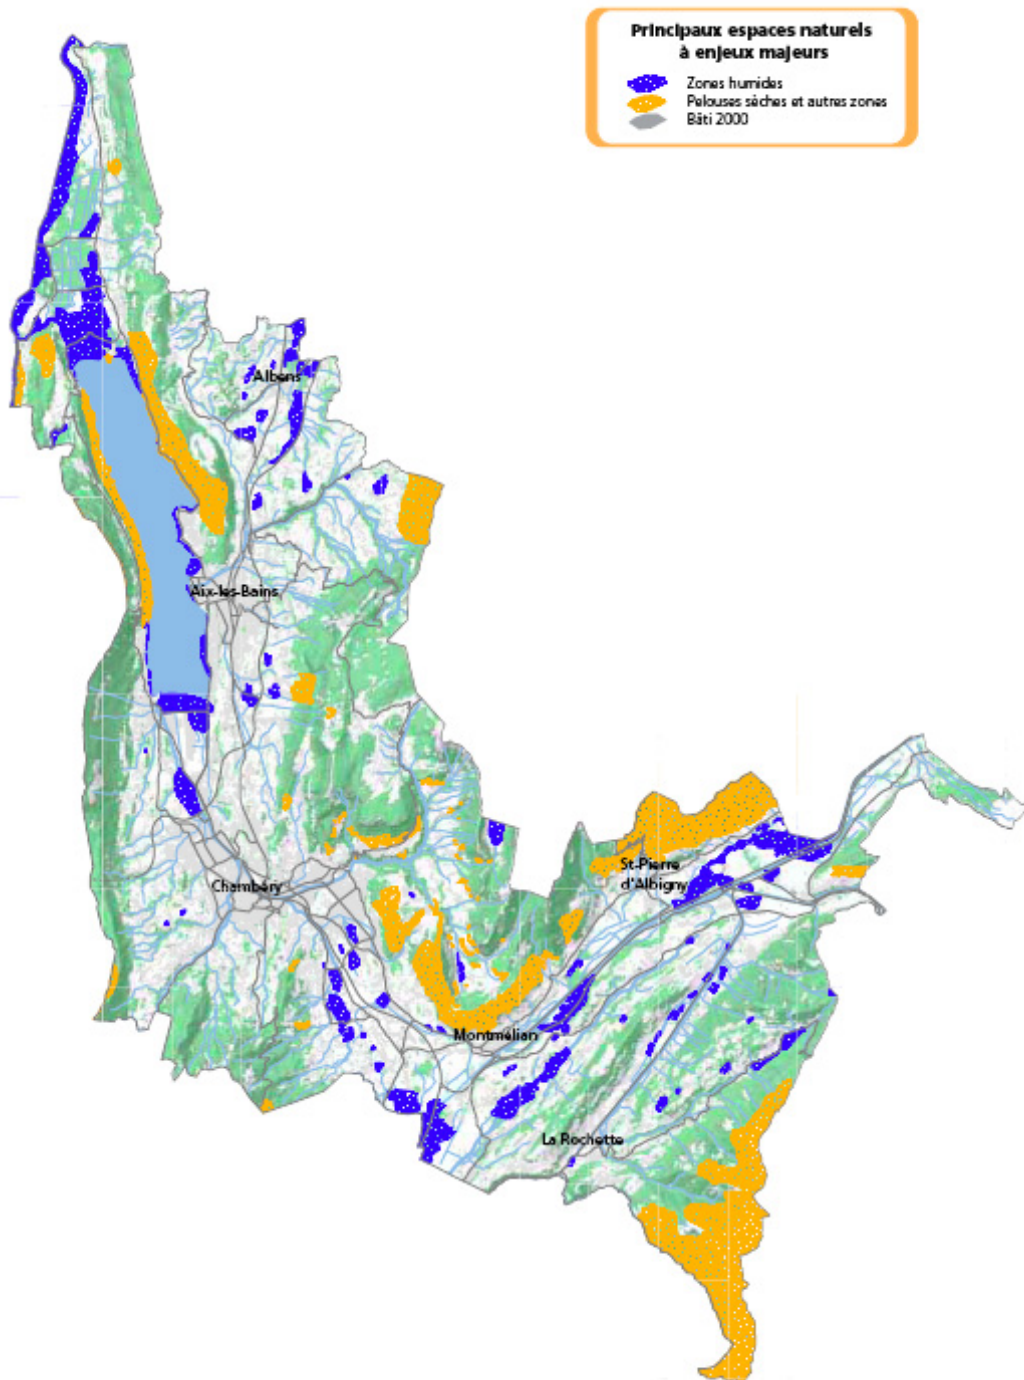 Principaux espaces naturels
à enjeux majeurs
Zones humides
Pelouses sèches et autres zones
Bâti 2000
Albens
Aix-les-Bains
Chambéry
St-Pierre
d'Albigny
Montmélian
La Rochette